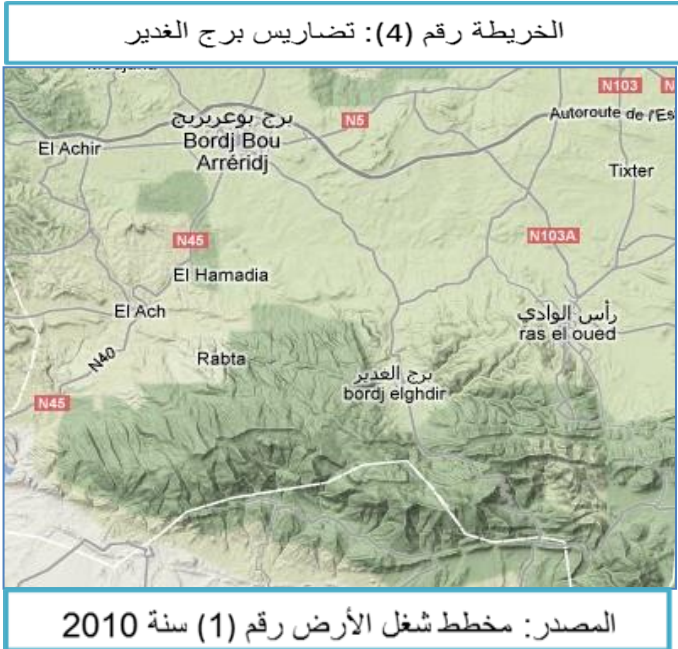 الخريطة رقم (4): تضاريس برج الغدير
N103
N5
Autoroute de l'Es
برج بوعريريج
Bordj Bou
Arréridj
El Achir
Tixter
N45
N103A
El Hamadia
El Ach
رأس الوادي
ras el oued
N40
Rabta
برج الغدير
bordj elghdir
N45
المصدر: مخطط شغل الأرض رقم (1) سنة 2010